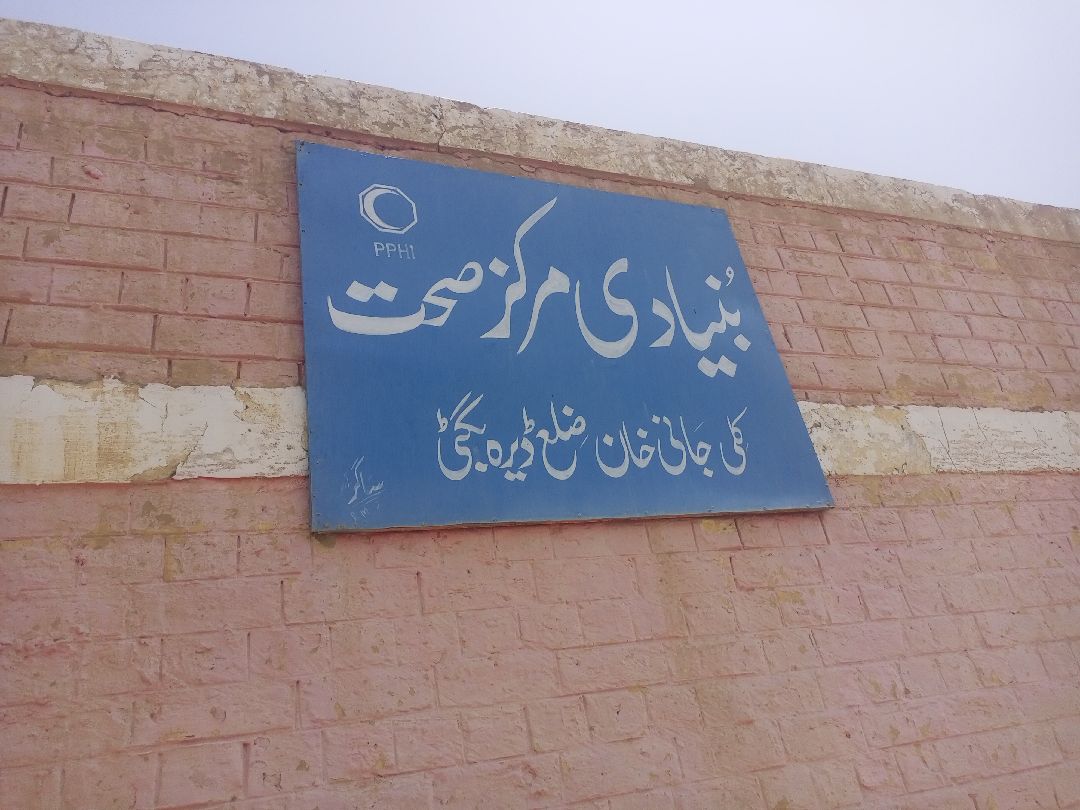 PPHI
بُنیادی مرکز صحت
کلی جانی خان ضلع ڈیرہ بگٹی